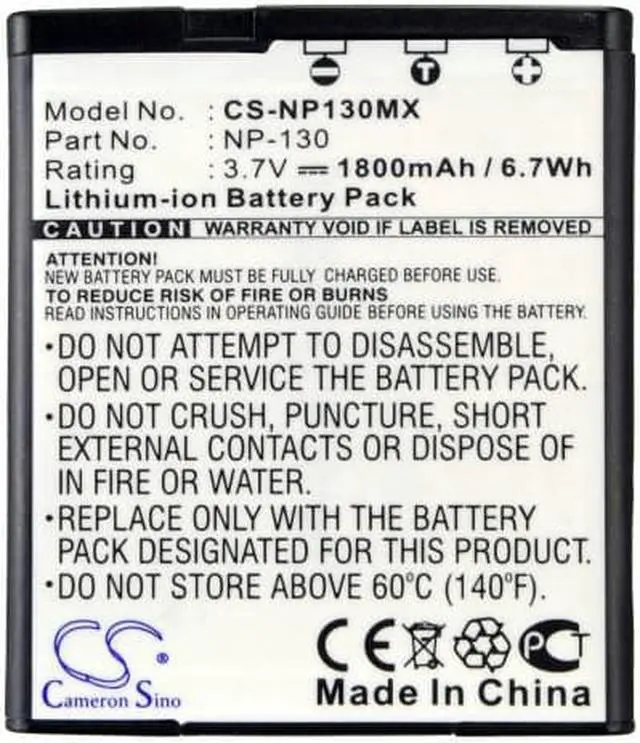 − T +
Model No. : CS-NP130MX
Part No. : NP-130
Rating : 3.7V ⎓ 1800mAh / 6.7Wh
Lithium-ion Battery Pack
CAUTION WARRANTY VOID IF LABEL IS REMOVED
ATTENTION!
NEW BATTERY PACK MUST BE FULLY CHARGED BEFORE USE.
TO REDUCE RISK OF FIRE OR BURNS
READ INSTRUCTIONS IN OPERATING GUIDE BEFORE USING THE BATTERY.
·DO NOT ATTEMPT TO DISASSEMBLE,
OPEN OR SERVICE THE BATTERY PACK.
·DO NOT CRUSH, PUNCTURE, SHORT
EXTERNAL CONTACTS OR DISPOSE OF
IN FIRE OR WATER.
·REPLACE ONLY WITH THE BATTERY
PACK DESIGNATED FOR THIS PRODUCT.
·DO NOT STORE ABOVE 60°C (140°F).
CS ®
Cameron Sino
CE PCT
Made In China